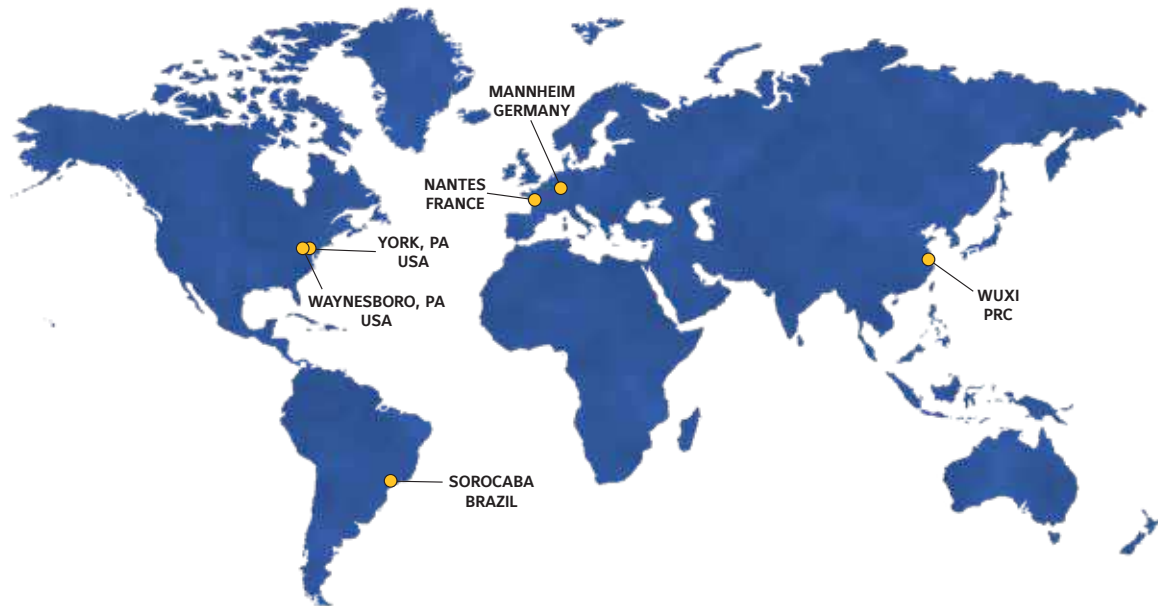 MANNHEIM
GERMANY
NANTES
FRANCE
YORK, PA
USA
WAYNESBORO, PA
USA
WUXI
PRC
SOROCABA
BRAZIL